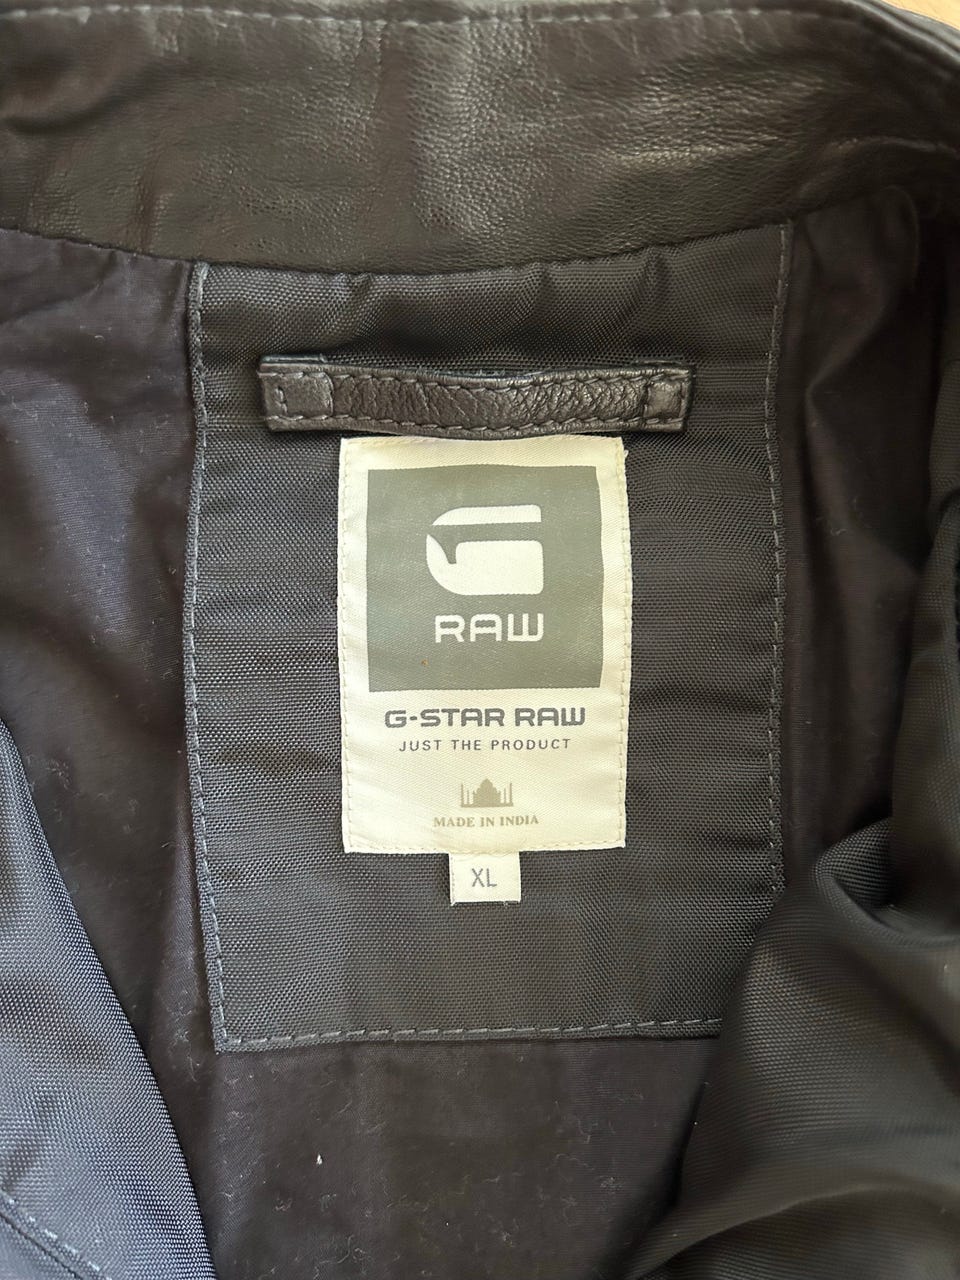 RAW
G-STAR RAW
JUST THE PRODUCT
MADE IN INDIA
XL